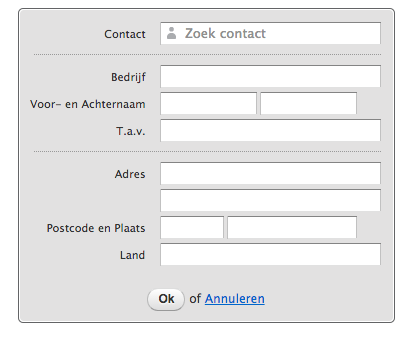 Contact Zoek contact
Bedrijf
Voor- en Achternaam
T.a.v.
Adres
Postcode en Plaats
Land
Ok of Annuleren